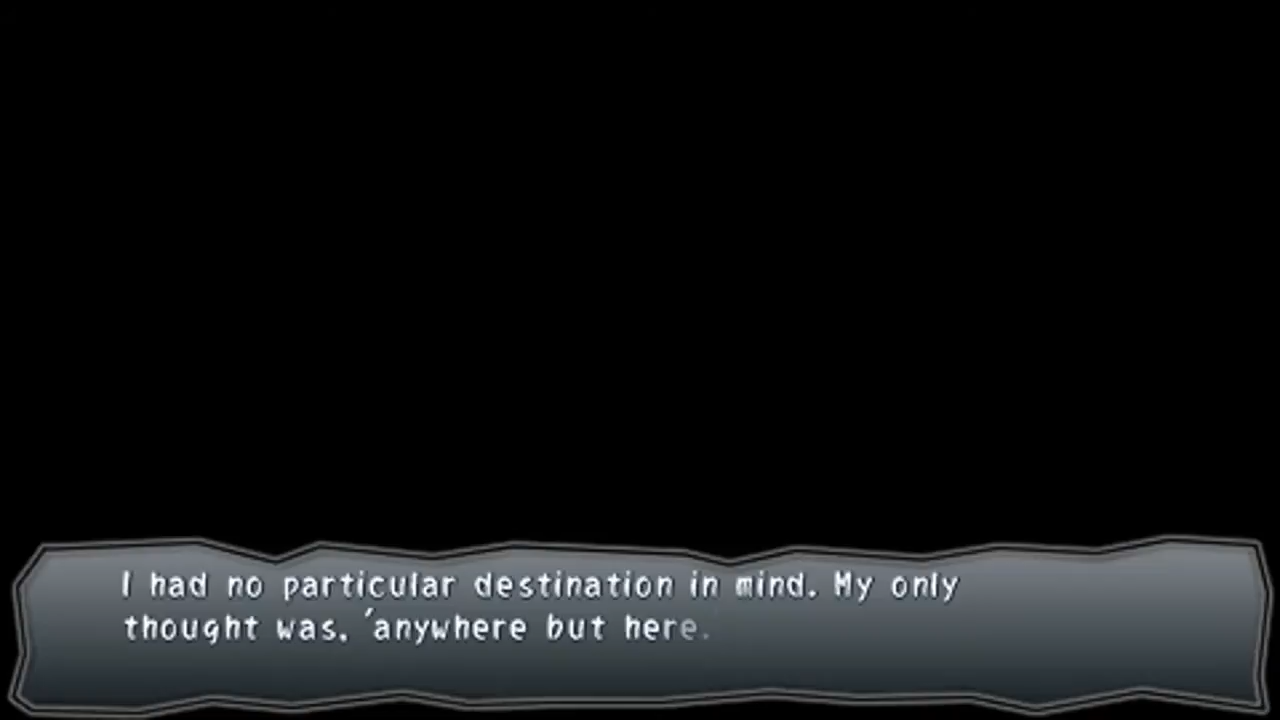 I had no particular destination in mind. My only
thought was, 'anywhere but here.